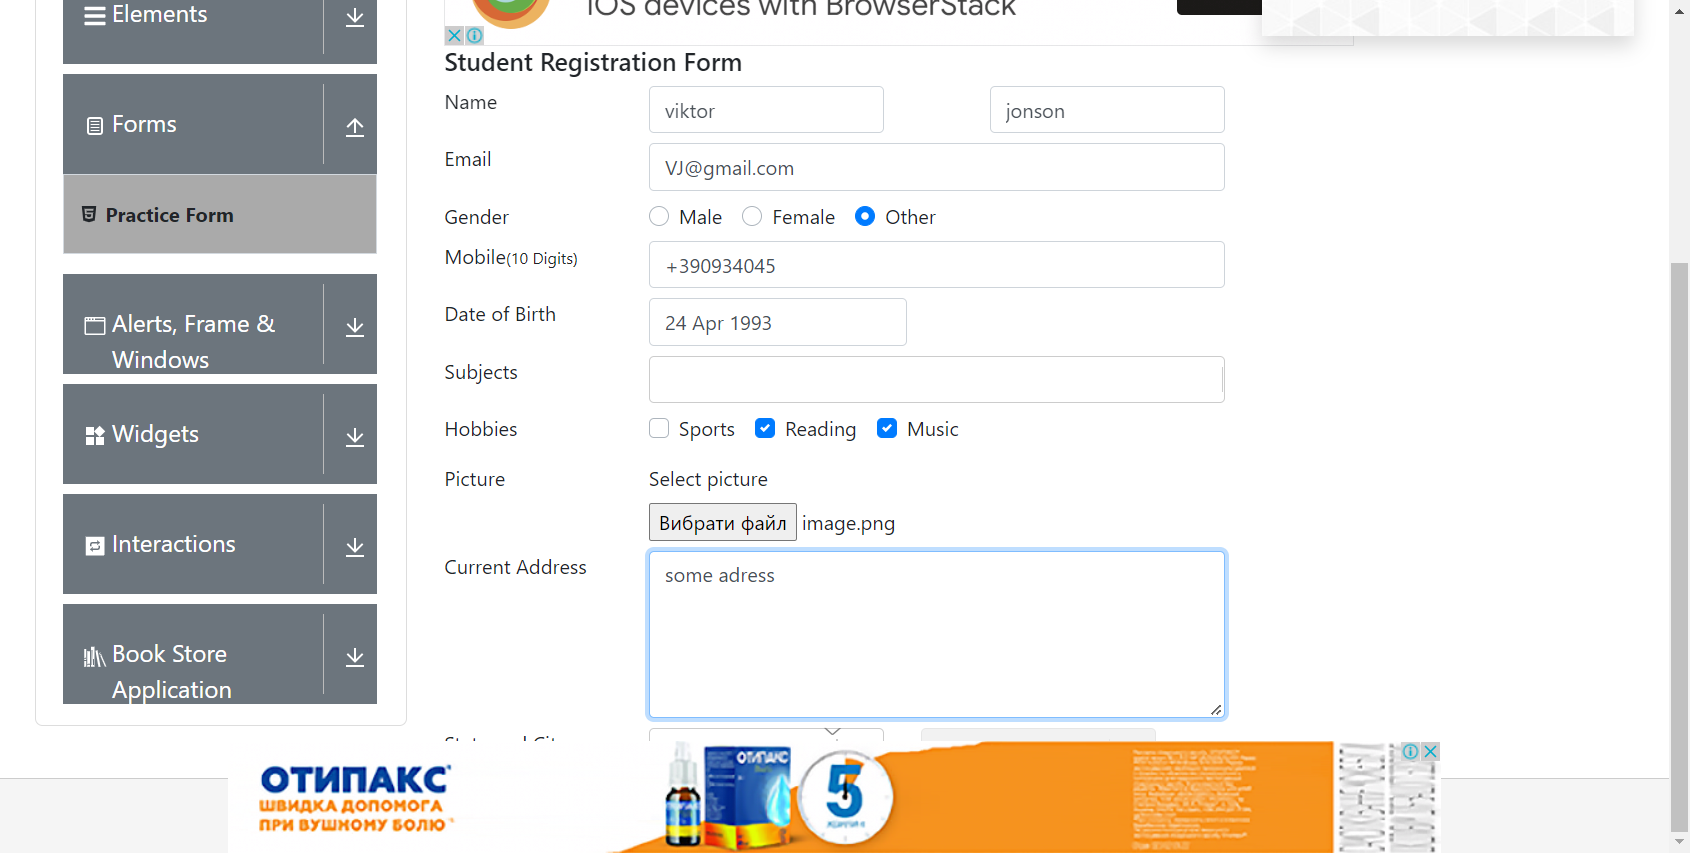 Elements
Forms
Practice Form
Alerts, Frame &
Windows
Widgets
Interactions
Book Store
Application
iOS devices with BrowserStack
Student Registration Form
Name
viktor
jonson
Email
VJ@gmail.com
Gender
Male
Female
Other
Mobile(10 Digits)
+390934045
Date of Birth
24 Apr 1993
Subjects
Hobbies
Sports
Reading
Music
Picture
Select picture
Вибрати файл
image.png
Current Address
some adress
State and City
ОТИПАКС
ШВИДКА ДОПОМОГА
ПРИ ВУШНОМУ БОЛЮ
ОТИПАКС
5